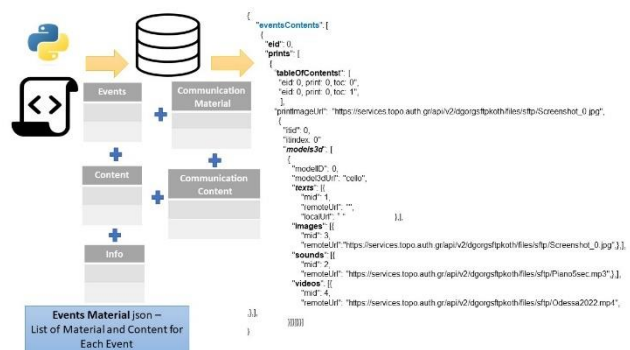 Events
Communication
Material
Content
Communication
Content
Info
Events Material json –
List of Material and Content for
Each Event
{
"eventsContents": [
{
"eid": 0,
"prints": [
{
"tableOfContentst": {
"eid: 0, print: 0, toc: 0",
"eid: 0, print: 0, toc: 1",
},
"printImageUrl": "https://services.topo.auth.gr/api/v2/dgorgsftpkoth/files/sftp/Screenshot_0.jpg",
{
"itid": 0,
"itindex: 0"
"models3d": [
{
"modelID": 0,
"model3dUrl": "cello",
"texts": [{
"mid": 1,
"remoteUrl": "",
"localUrl": " " },],
"images": [{
"mid": 3,
"remoteUrl":"https://services.topo.auth.gr/api/v2/dgorgsftpkoth/files/sftp/Screenshot_0.jpg",},],
"sounds": [{
"mid": 2,
"remoteUrl": "https://services.topo.auth.gr/api/v2/dgorgsftpkoth/files/sftp/Piano5sec.mp3",},],
"videos": [{
"mid": 4,
"remoteUrl": "https://services.topo.auth.gr/api/v2/dgorgsftpkoth/files/sftp/Odessa2022.mp4",
},],
}